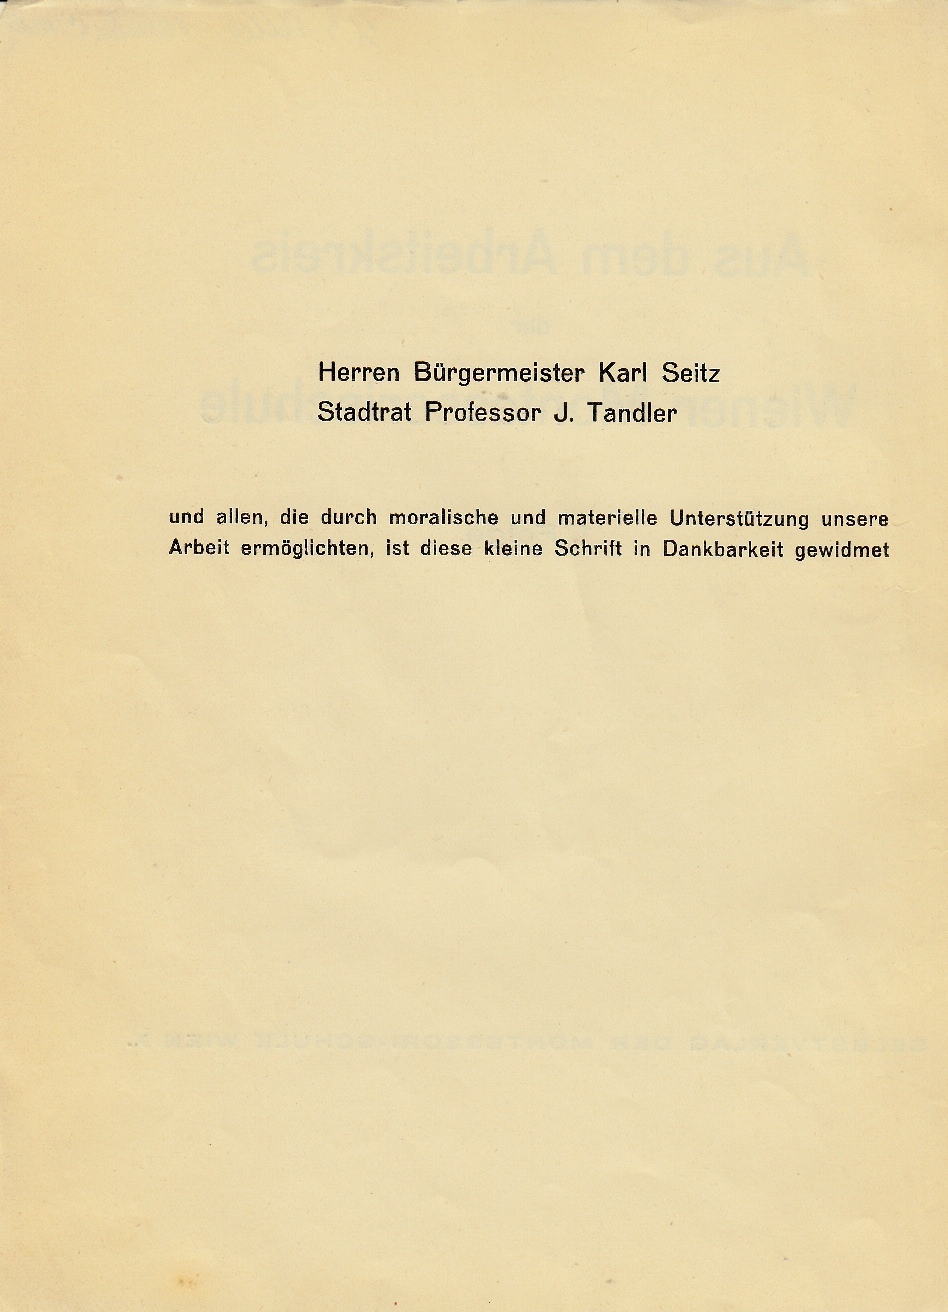 Herren Bürgermeister Karl Seitz
Stadtrat Professor J. Tandler
und allen, die durch moralische und materielle Unterstützung unsere
Arbeit ermöglichten, ist diese kleine Schrift in Dankbarkeit gewidmet